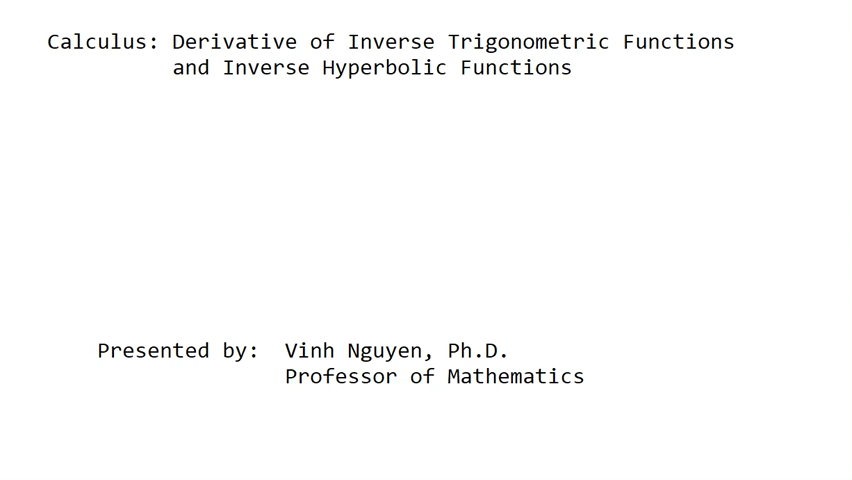 Calculus: Derivative of Inverse Trigonometric Functions
and Inverse Hyperbolic Functions
Presented by: Vinh Nguyen, Ph.D.
Professor of Mathematics